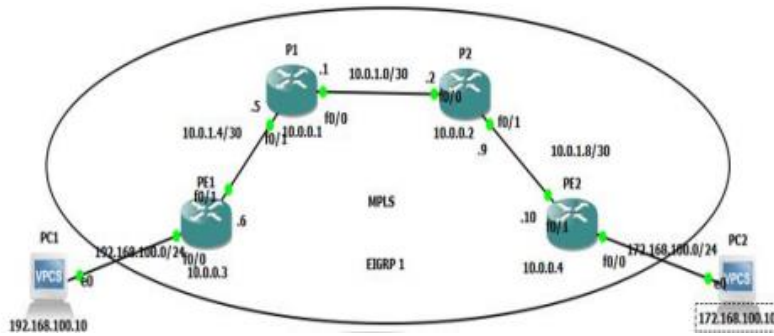 P1
P2
.1
10.0.1.0/30
.2
f0/0
f0/0
.5
10.0.1.4/30
f0/1
10.0.0.1
10.0.0.2
f0/1
.9
10.0.1.8/30
PE1
f0/1
.6
MPLS
PE2
.10
f0/1
PC1
192.168.100.0/24
f0/0
10.0.0.3
EIGRP 1
10.0.0.4
f0/0
172.168.100.0/24
PC2
VPCS
e0
VPCS
e0
192.168.100.10
172.168.100.10